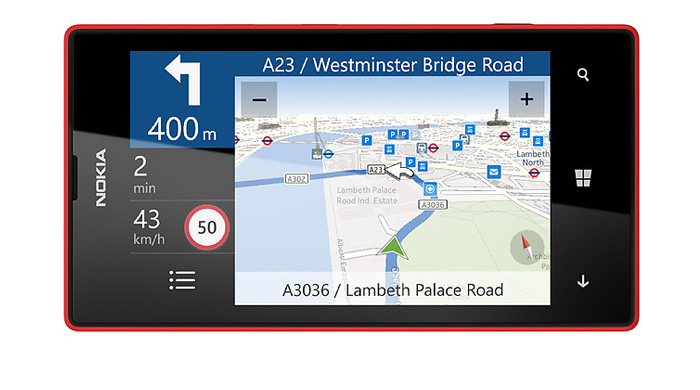 NOKIA
400 m
2
min
43
km/h
50
A23 / Westminster Bridge Road
−
+
P
P
P
P
P
Lambeth
North
A23
A302
Lambeth Palace
Road Ind. Estate
A3036
A3036 / Lambeth Palace Road